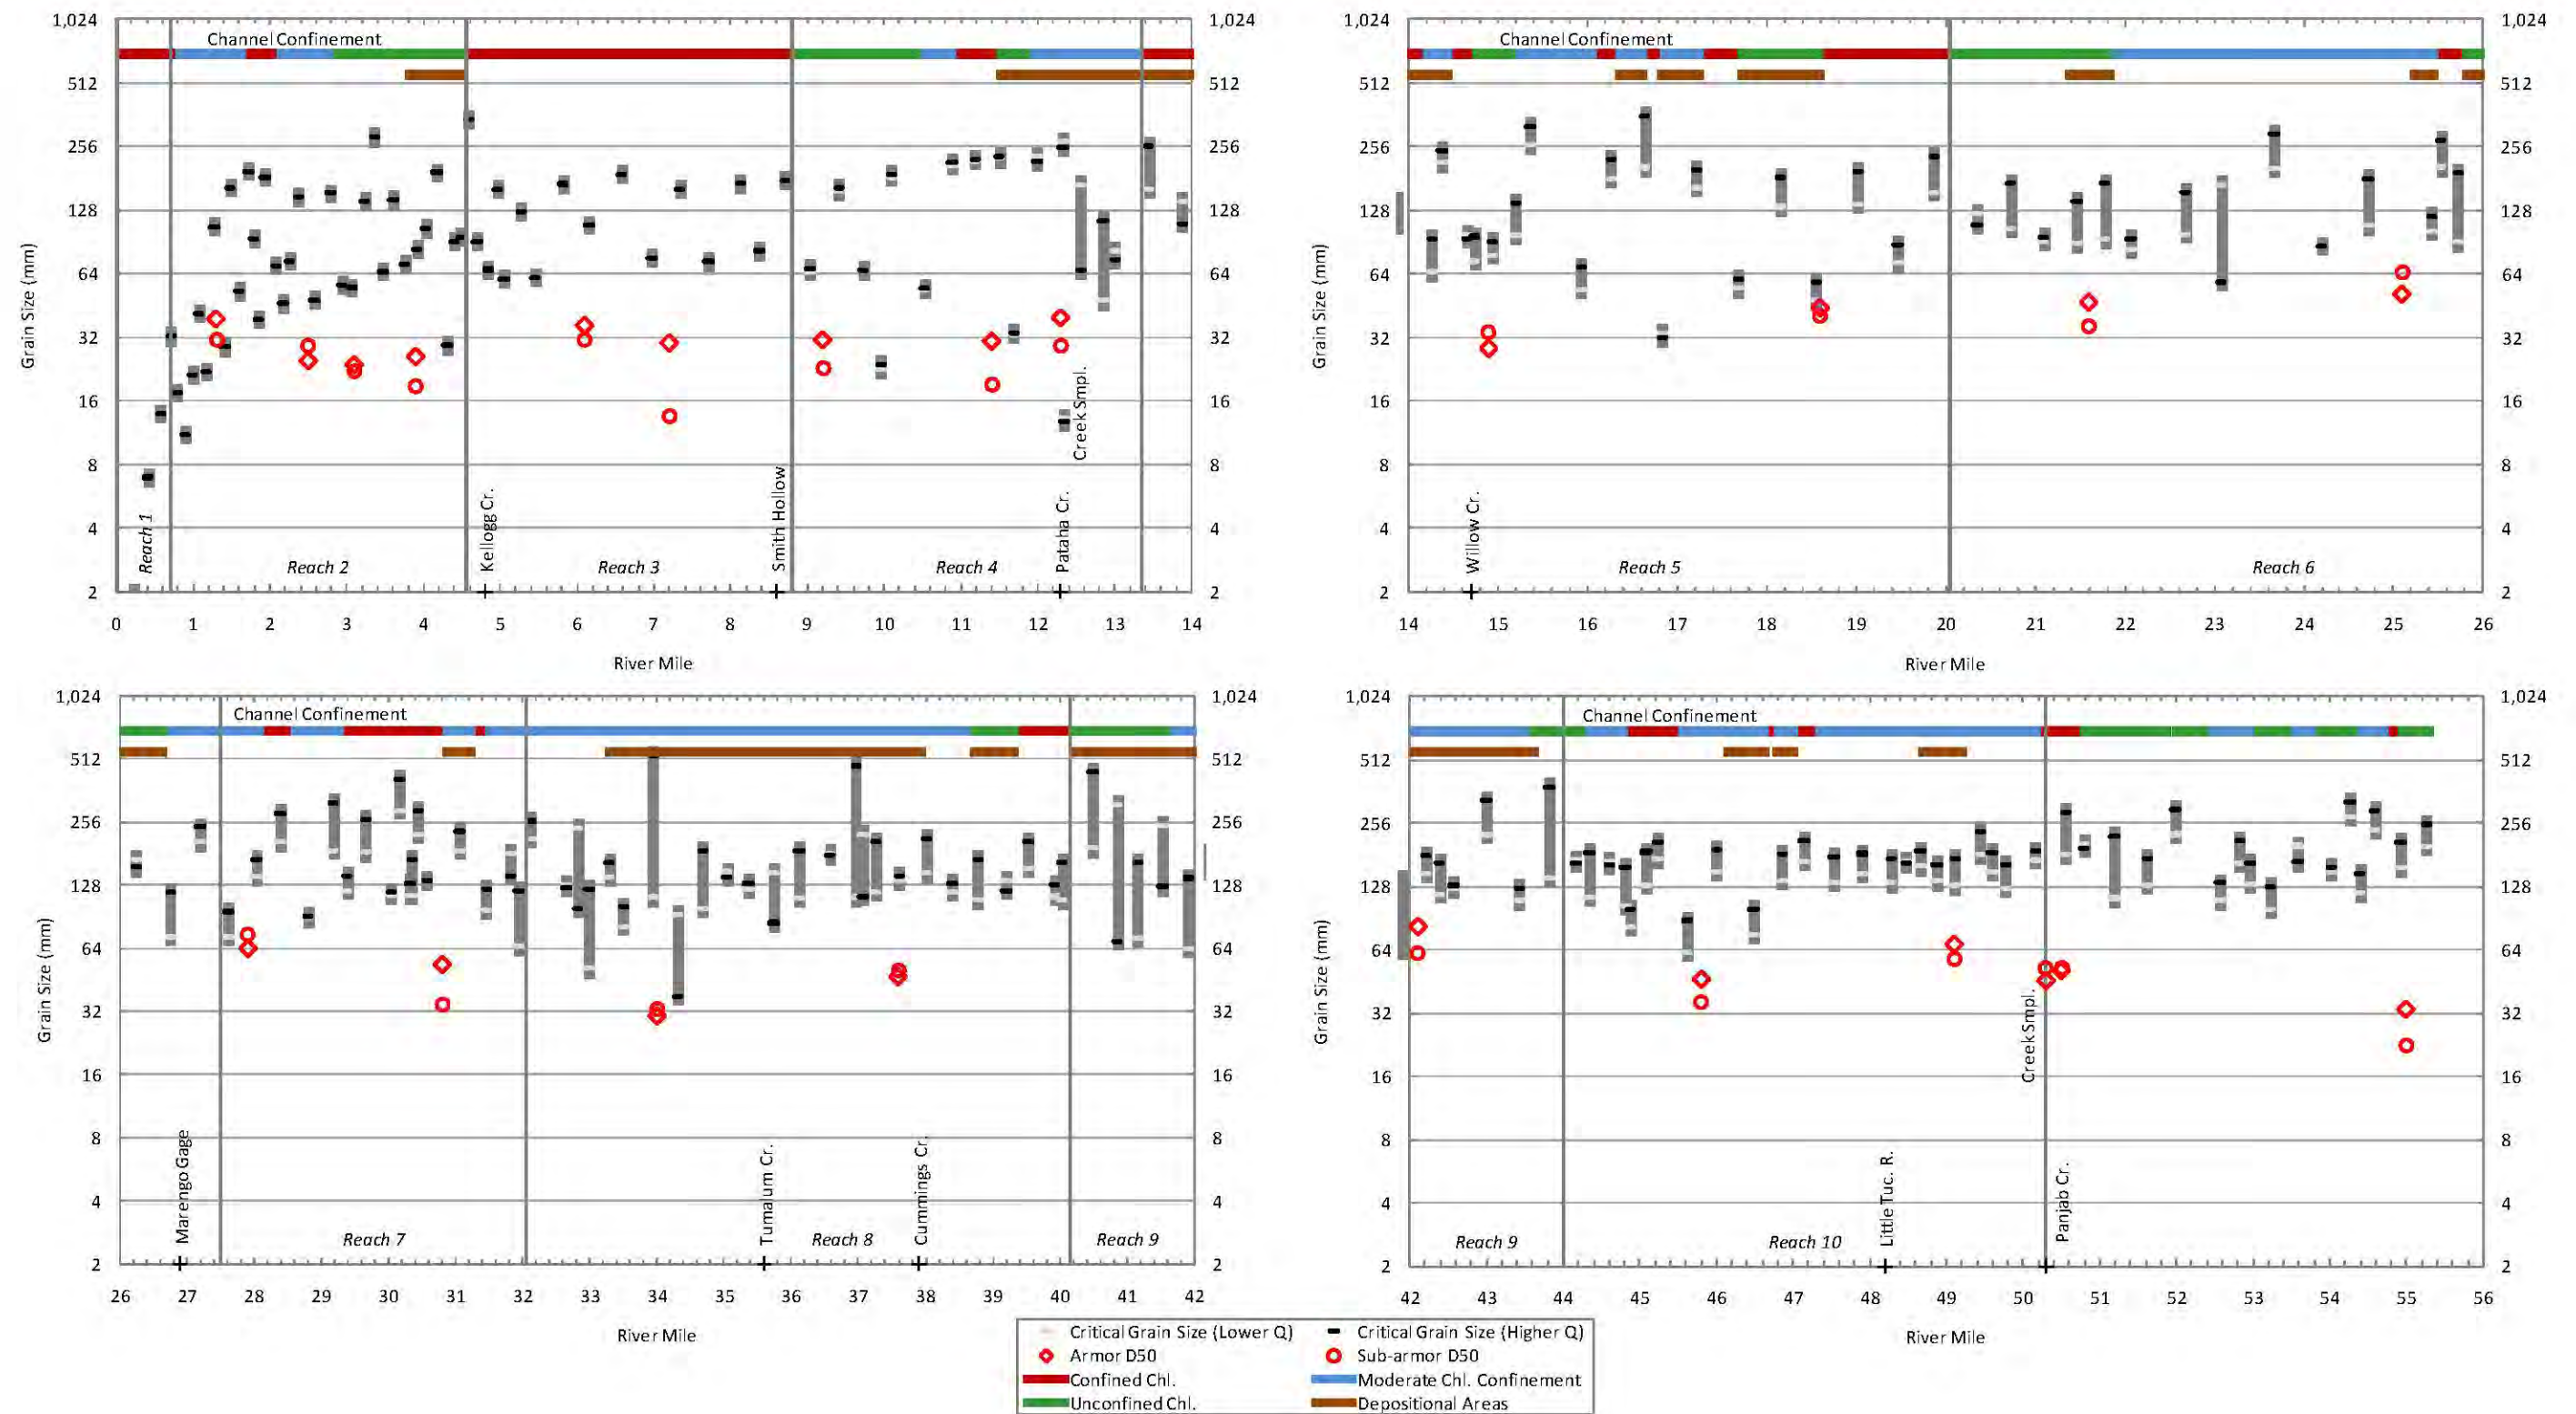 1,024
512
256
128
64
32
16
8
4
2
Grain Size (mm)
Channel Confinement
Reach 1
Reach 2
Kellogg Cr.
Reach 3
Smith Hollow
Reach 4
Pataha Cr.
Creek Smpl.
1,024
512
256
128
64
32
16
8
4
2
0 1 2 3 4 5 6 7 8 9 10 11 12 13 14
River Mile
1,024
512
256
128
64
32
16
8
4
2
Grain Size (mm)
Channel Confinement
Willow Cr.
Reach 5
Reach 6
1,024
512
256
128
64
32
16
8
4
2
14 15 16 17 18 19 20 21 22 23 24 25 26
River Mile
1,024
512
256
128
64
32
16
8
4
2
Grain Size (mm)
Channel Confinement
Marengo Gage
Reach 7
Tumalum Cr.
Reach 8
Cummings Cr.
Reach 9
1,024
512
256
128
64
32
16
8
4
2
26 27 28 29 30 31 32 33 34 35 36 37 38 39 40 41 42
River Mile
1,024
512
256
128
64
32
16
8
4
2
Grain Size (mm)
Channel Confinement
Reach 9
Reach 10
Little Tuc. R.
Creek Smpl.
Panjab Cr.
1,024
512
256
128
64
32
16
8
4
2
42 43 44 45 46 47 48 49 50 51 52 53 54 55 56
River Mile
Critical Grain Size (Lower Q) Critical Grain Size (Higher Q)
Armor D50 Sub-armor D50
Confined Chl. Moderate Chl. Confinement
Unconfined Chl. Depositional Areas